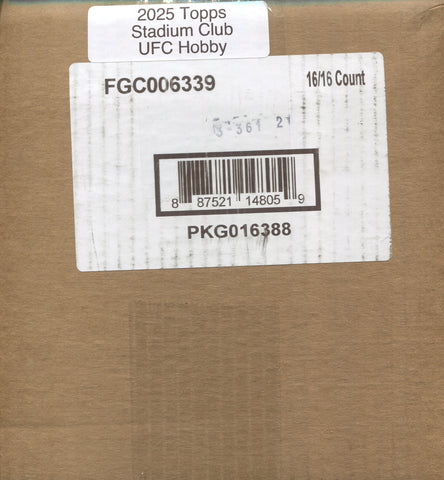 2025 Topps
Stadium Club
UFC Hobby
FGC006339 16/16 Count
8 87521 14805 9
PKG016388